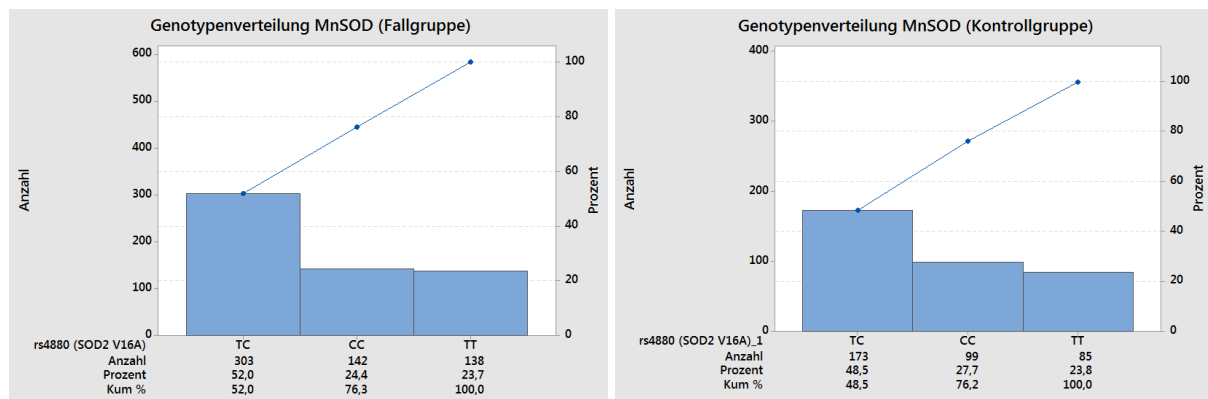 Genotypenverteilung MnSOD (Fallgruppe)
600
500
400
300
200
100
0
Anzahl
100
80
60
40
20
0
Prozent
rs4880 (SOD2 V16A) TC CC TT
Anzahl 303 142 138
Prozent 52,0 24,4 23,7
Kum % 52,0 76,3 100,0
Genotypenverteilung MnSOD (Kontrollgruppe)
400
300
200
100
0
Anzahl
100
80
60
40
20
0
Prozent
rs4880 (SOD2 V16A)_1 TC CC TT
Anzahl 173 99 85
Prozent 48,5 27,7 23,8
Kum % 48,5 76,2 100,0